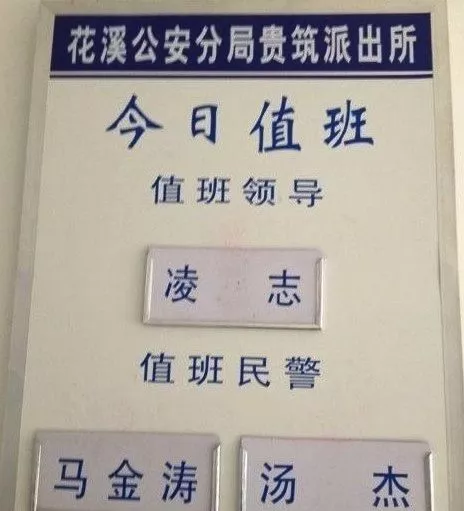 花溪公安分局贵筑派出所
今日值班
值班领导
凌 志
值班民警
马金涛 汤 杰